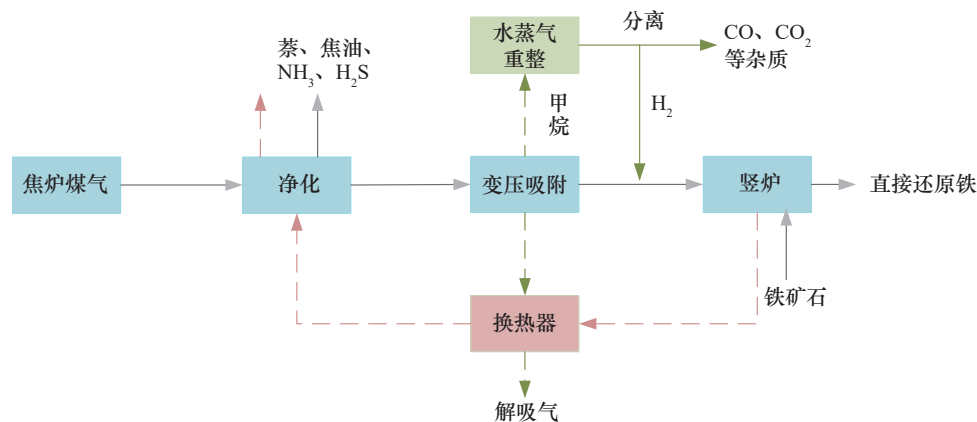 水蒸气
重整
分离
CO、CO₂
等杂质
萘、焦油、
NH₃、H₂S
甲
烷
H₂
焦炉煤气
净化
变压吸附
竖炉
直接还原铁
铁矿石
换热器
解吸气